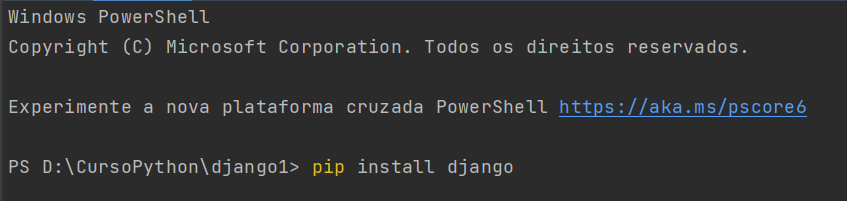 Windows PowerShell
Copyright (C) Microsoft Corporation. Todos os direitos reservados.
Experimente a nova plataforma cruzada PowerShell https://aka.ms/pscore6
PS D:\CursoPython\django1> pip install django